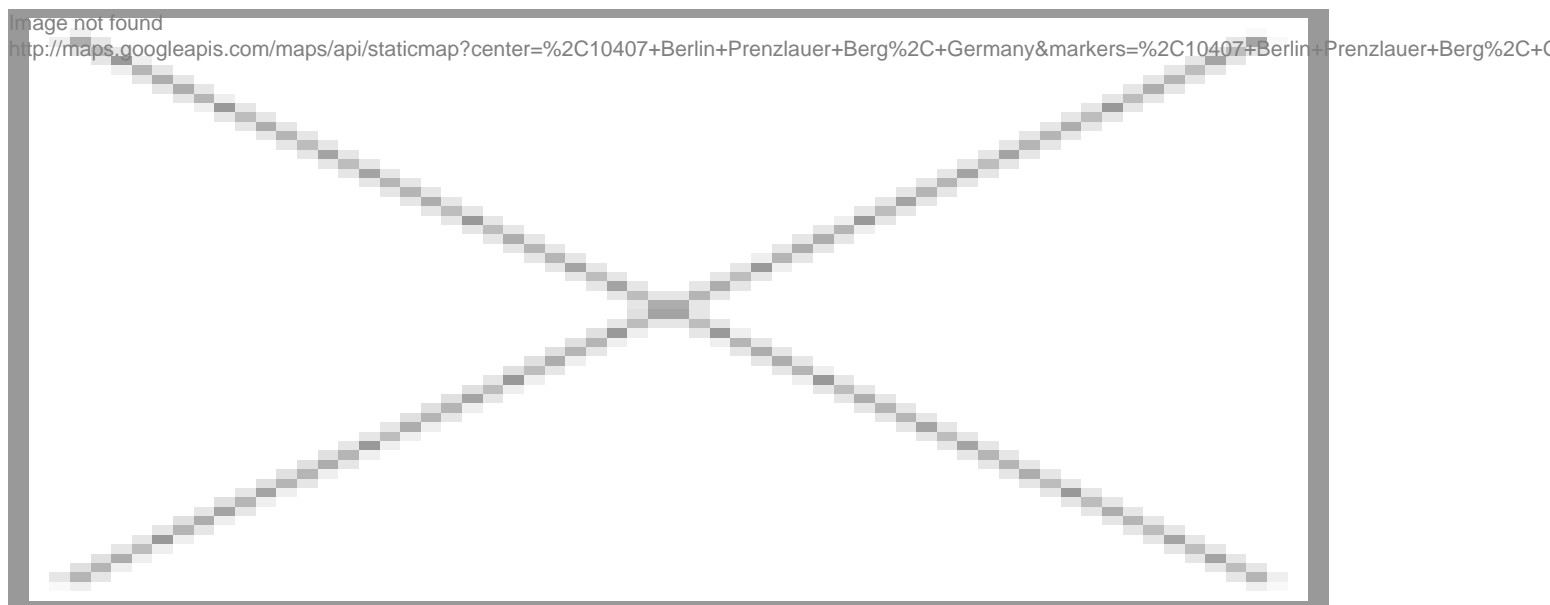 Image not found
http://maps.googleapis.com/maps/api/staticmap?center=%2C10407+Berlin+Prenzlauer+Berg%2C+Germany&markers=%2C10407+Berlin+Prenzlauer+Berg%2C+G